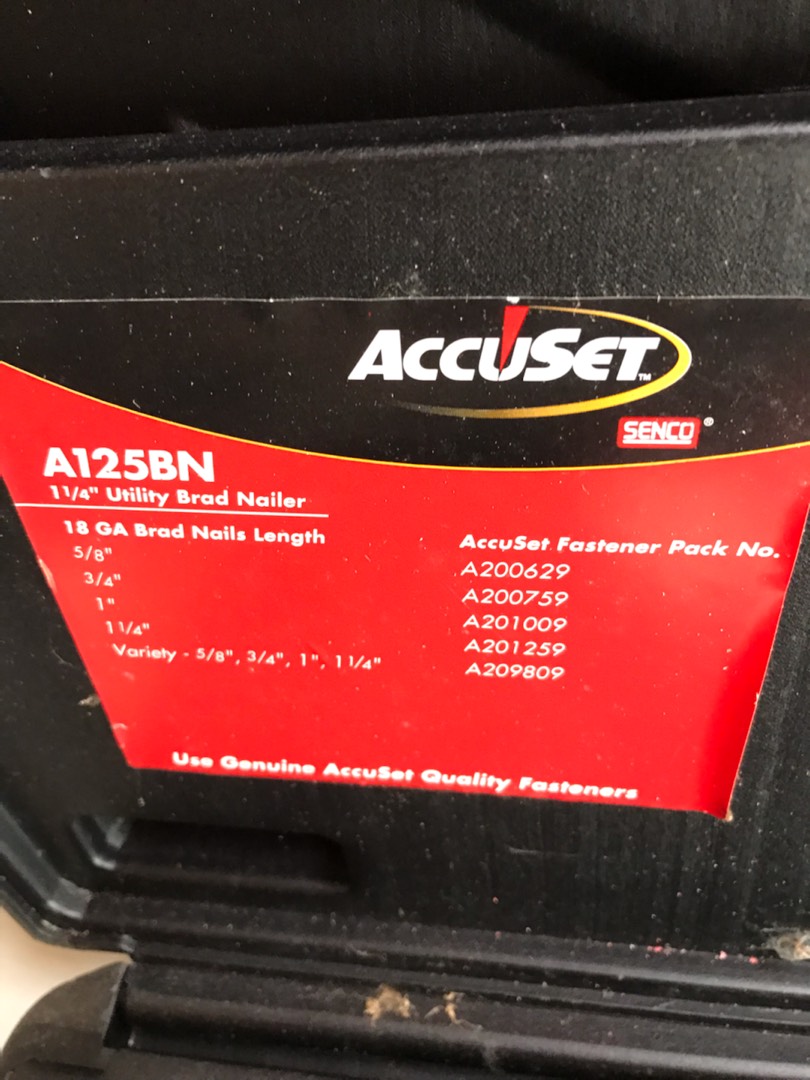 ACCUSET™
SENCO®
A125BN
1 1/4" Utility Brad Nailer
18 GA Brad Nails Length AccuSet Fastener Pack No.
5/8" A200629
3/4" A200759
1" A201009
1 1/4" A201259
Variety - 5/8", 3/4", 1", 1 1/4" A209809
Use Genuine AccuSet Quality Fasteners